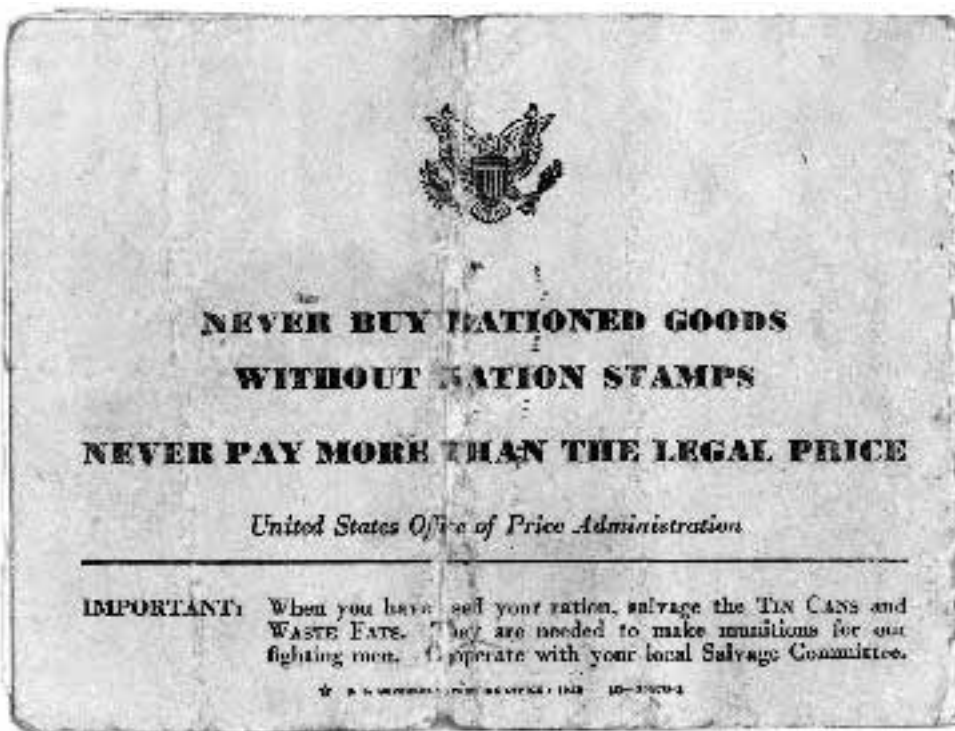 NEVER BUY RATIONED GOODS
WITHOUT RATION STAMPS
NEVER PAY MORE THAN THE LEGAL PRICE
United States Office of Price Administration
IMPORTANT: When you have used your ration, salvage the TIN CANS and
WASTE FATS. They are needed to make munitions for our
fighting men. Cooperate with your local Salvage Committee.